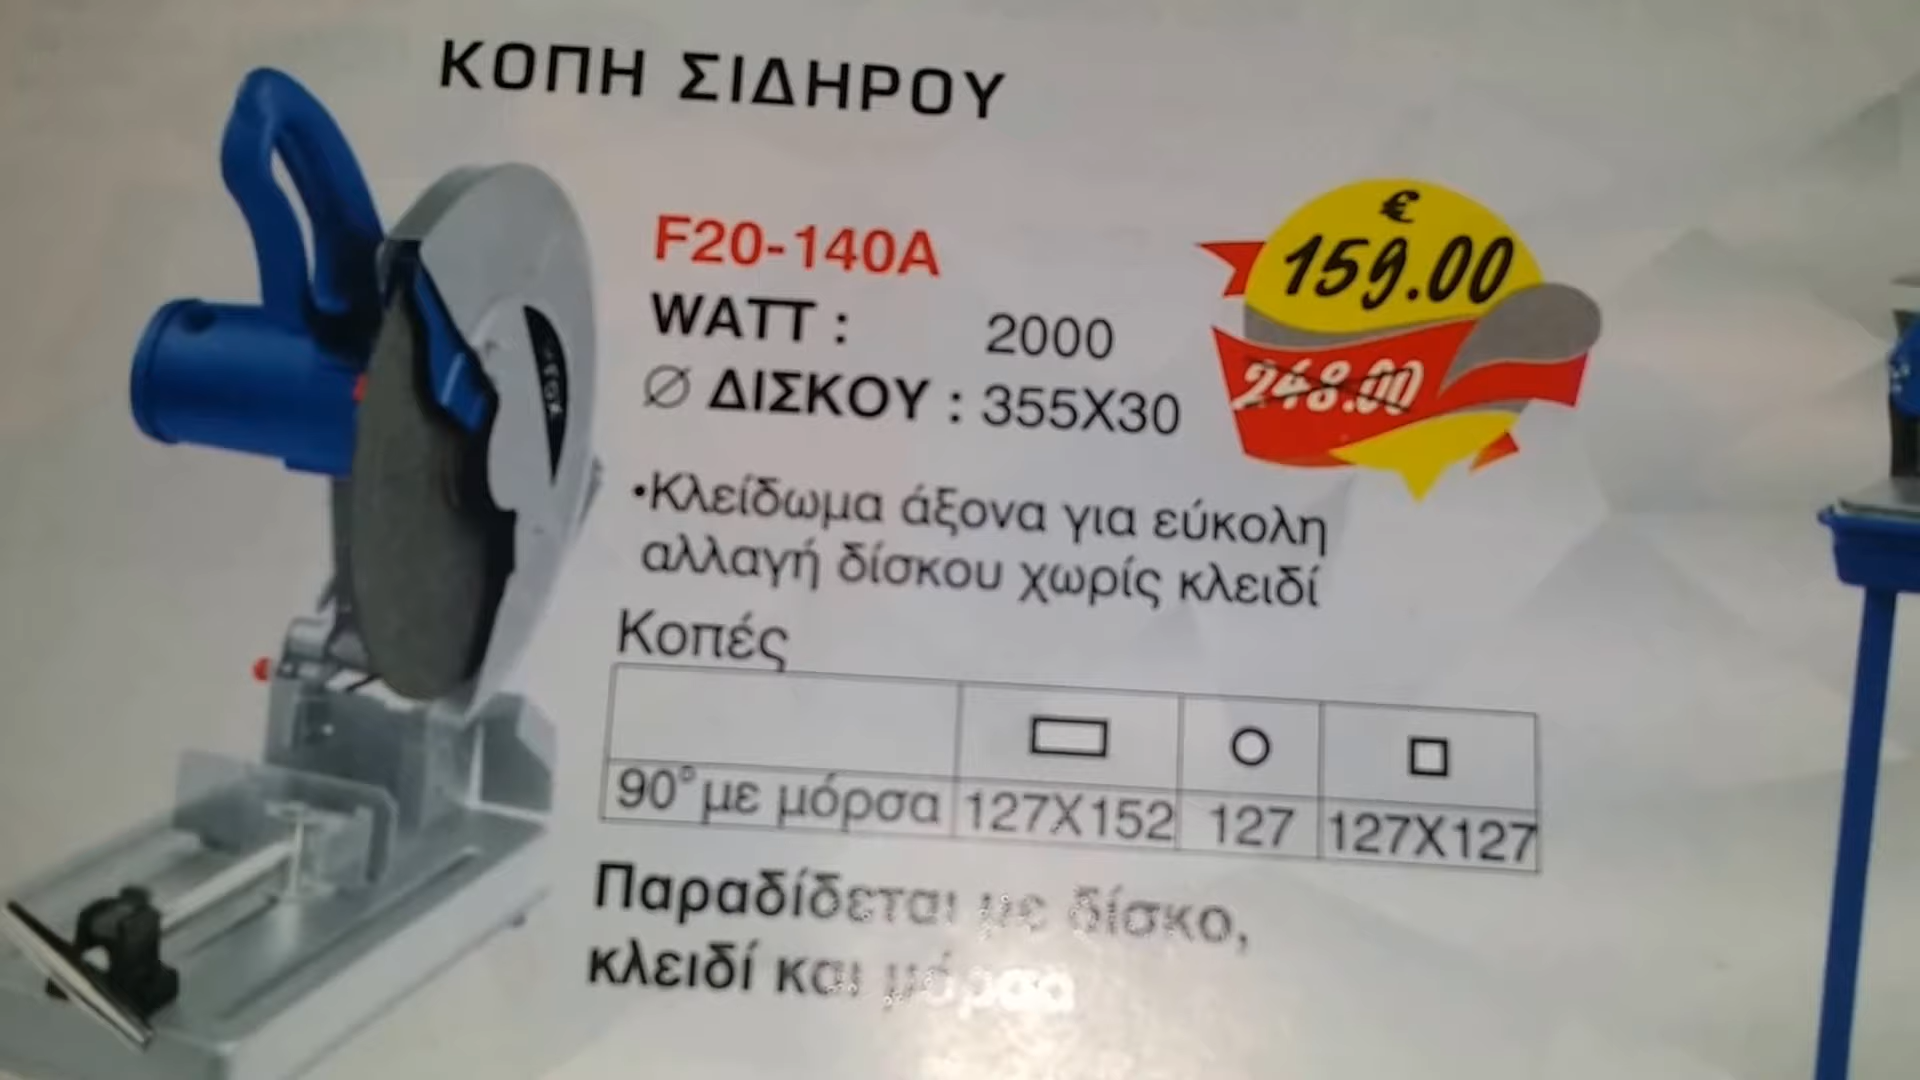 ΚΟΠΗ ΣΙΔΗΡΟΥ
F20-140A
WATT : 2000
Ø ΔΙΣΚΟΥ : 355X30
€
159.00
248.00
•Κλείδωμα άξονα για εύκολη
αλλαγή δίσκου χωρίς κλειδί
Κοπές
90° με μόρσα 127X152 127 127X127
Παραδίδεται με δίσκο,
κλειδί και μόρσα